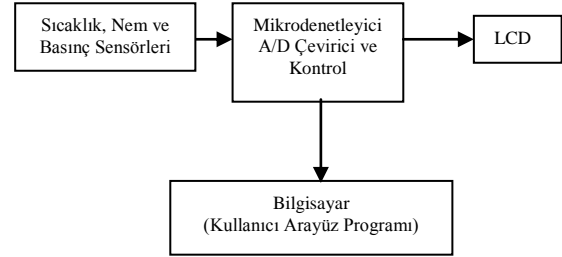 Sıcaklık, Nem ve
Basınç Sensörleri
Mikrodenetleyici
A/D Çevirici ve
Kontrol
LCD
Bilgisayar
(Kullanıcı Arayüz Programı)